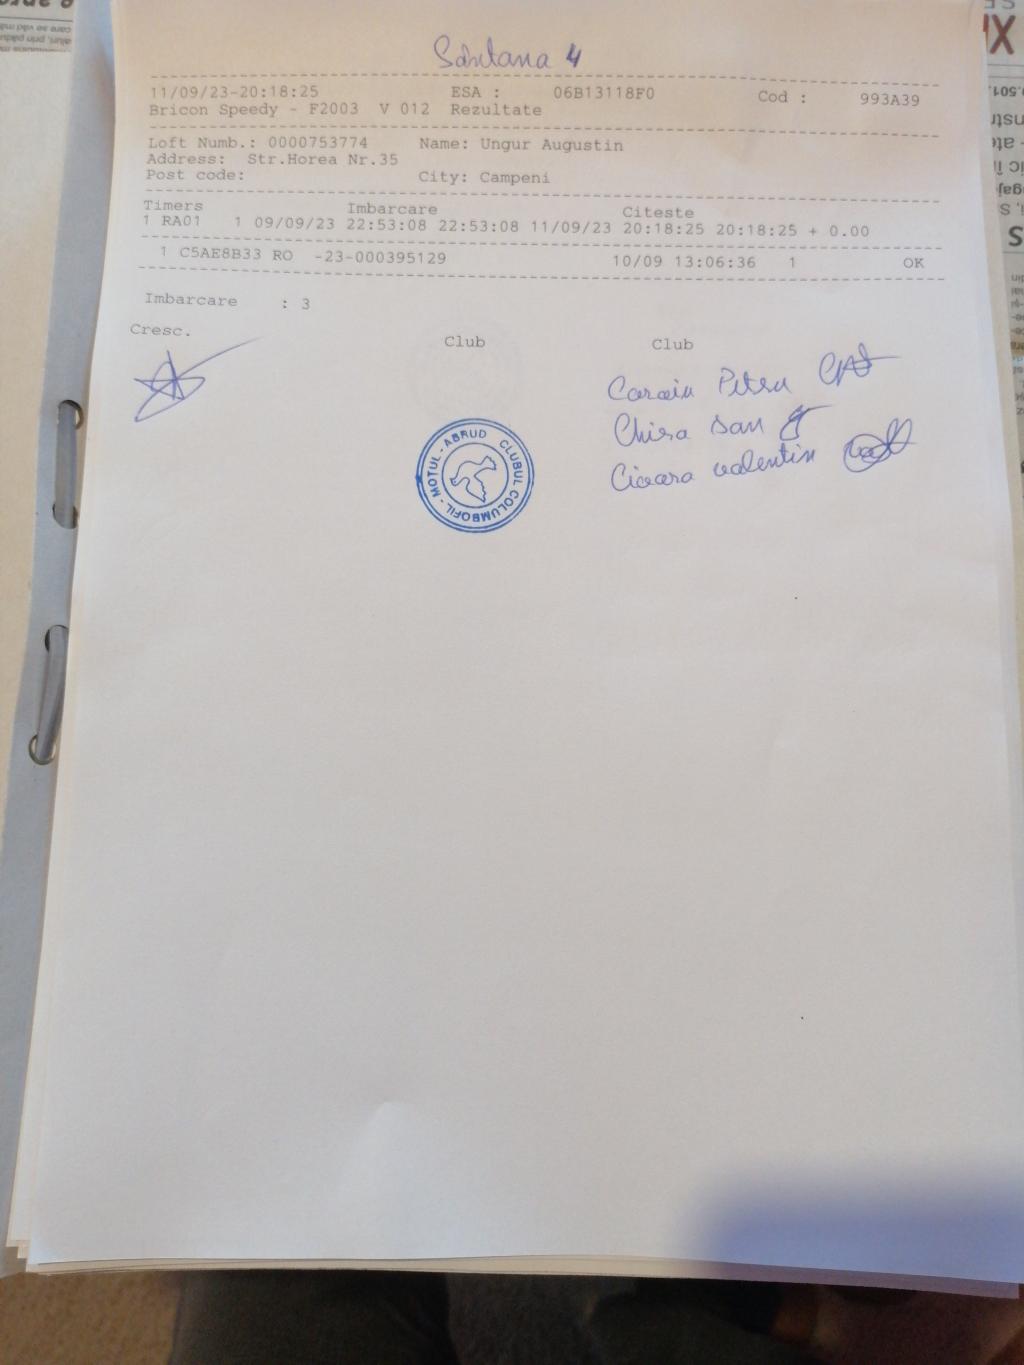 Santana 4
11/09/23-20:18:25 ESA : 06B13118F0 Cod : 993A39
Bricon Speedy - F2003 V 012 Rezultate
Loft Numb.: 0000753774 Name: Ungur Augustin
Address: Str.Horea Nr.35
Post code: City: Campeni
Timers Imbarcare Citeste
1 RA01 1 09/09/23 22:53:08 22:53:08 11/09/23 20:18:25 20:18:25 + 0.00
1 C5AE8B33 RO -23-000395129 10/09 13:06:36 1 OK
Imbarcare : 3
Cresc. Club Club
Petru
Chira Dan
valentin
CLUBUL COLUMBOFIL - MOTUL - ABRUD